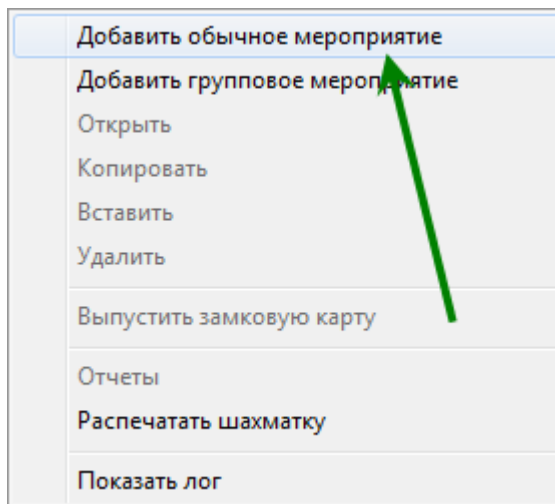 Добавить обычное мероприятие
Добавить групповое мероприятие
Открыть
Копировать
Вставить
Удалить
Выпустить замковую карту
Отчеты
Распечатать шахматку
Показать лог